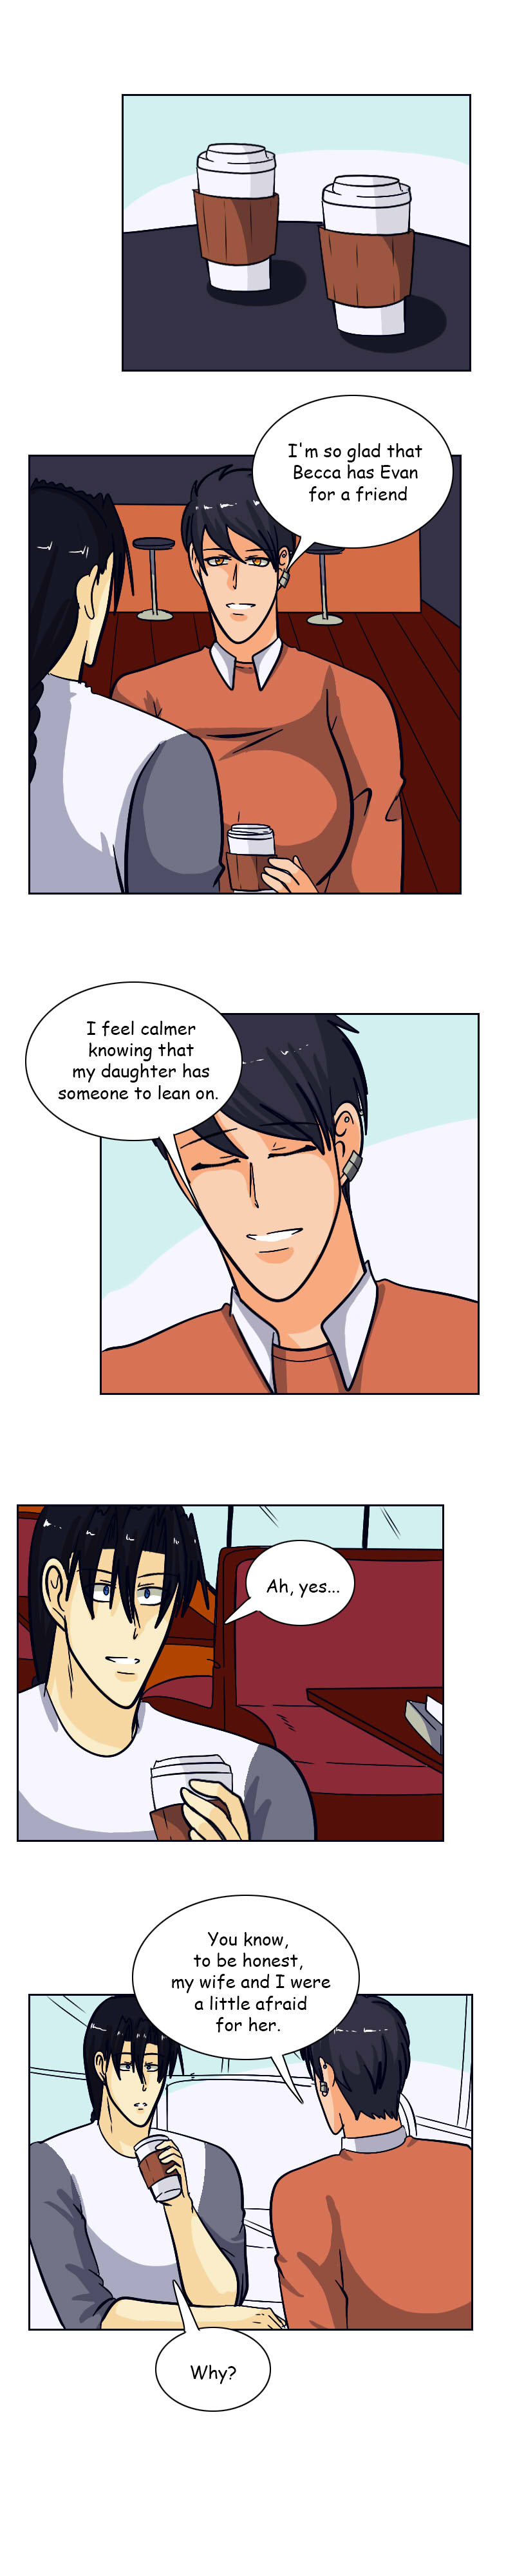 I'm so glad that
Becca has Evan
for a friend
I feel calmer
knowing that
my daughter has
someone to lean on.
Ah, yes...
You know,
to be honest,
my wife and I were
a little afraid
for her.
Why?